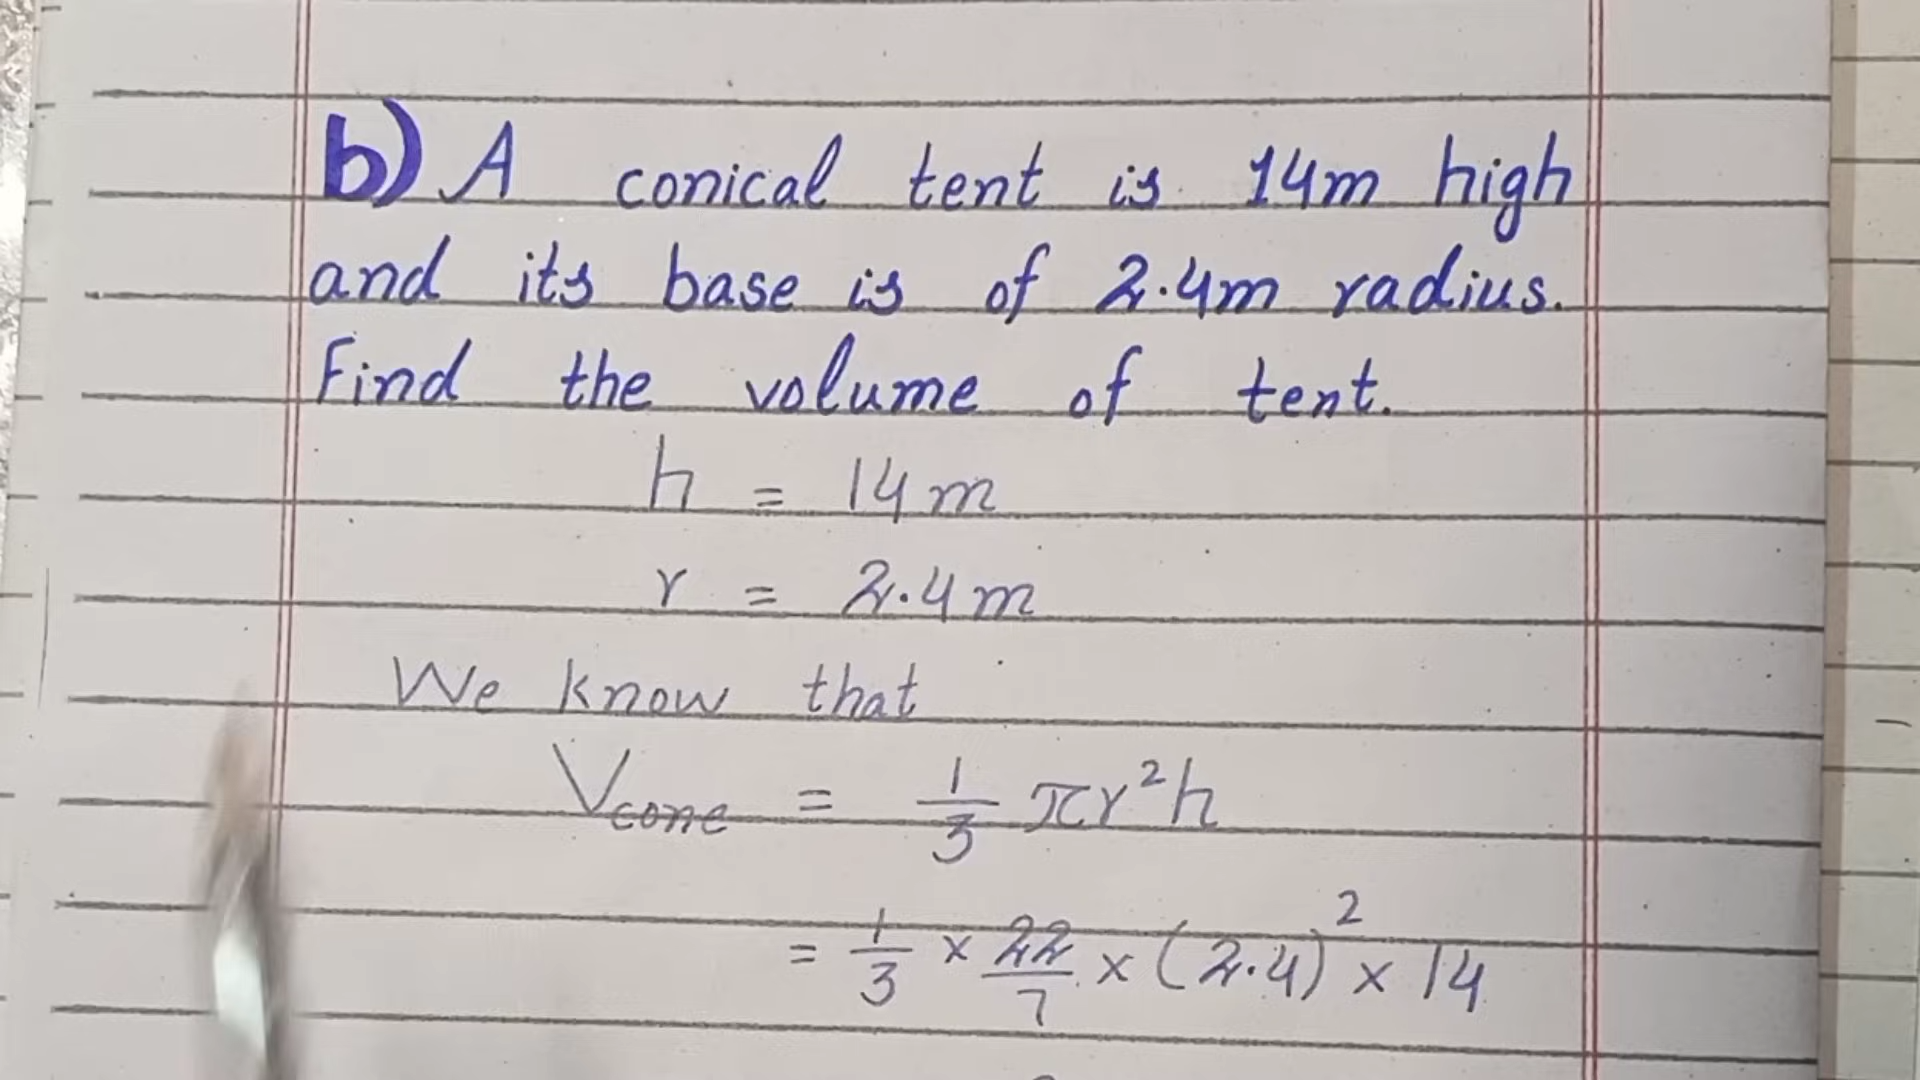 b) A conical tent is 14m high
and its base is of 2.4m radius.
Find the volume of tent.
h = 14m
r = 2.4m
We know that
Vcone = 1/3 πr²h
= 1/3 × 22/7 × (2.4)² × 14